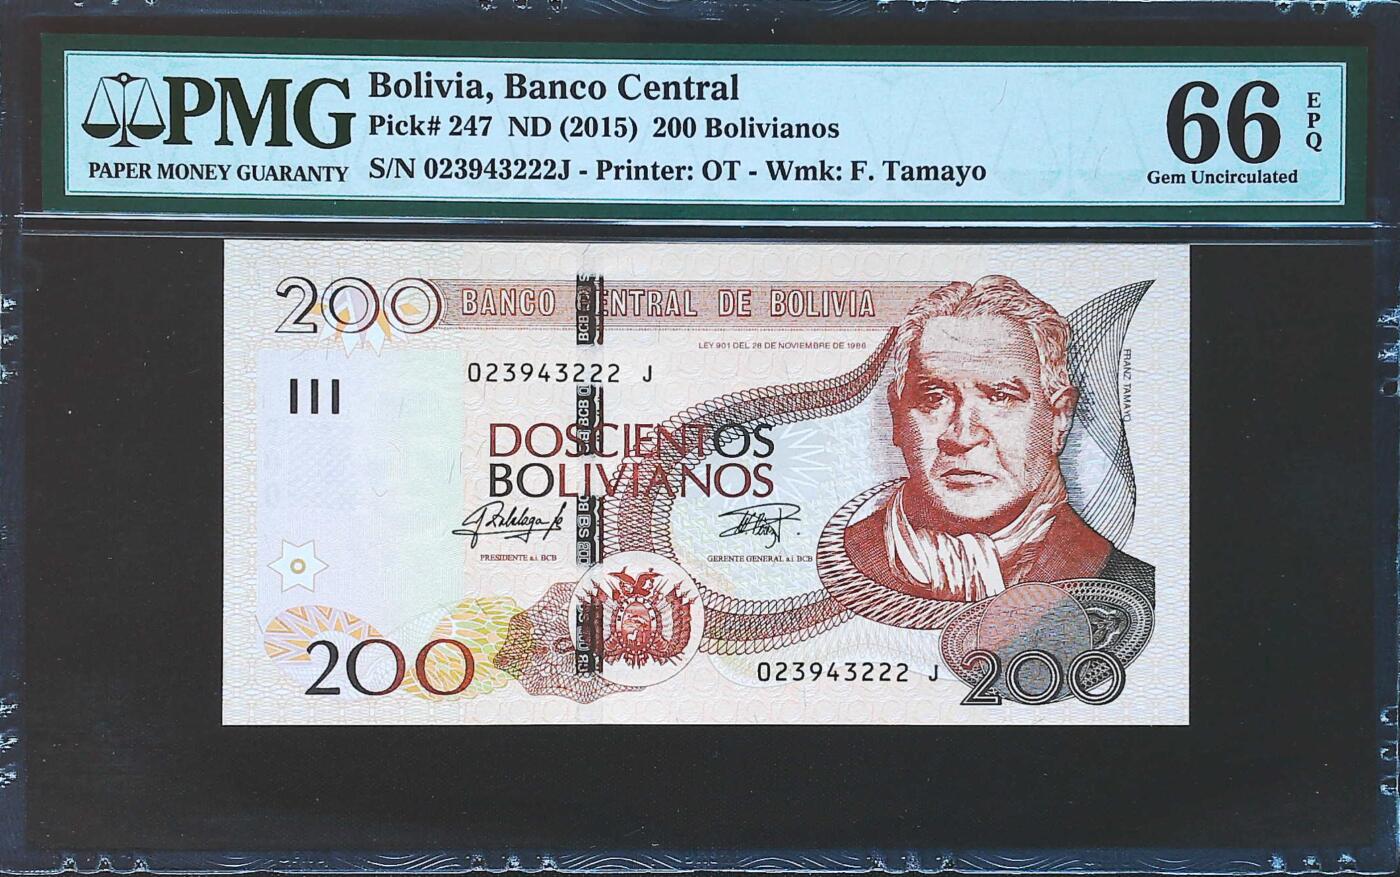 PMG
PAPER MONEY GUARANTY
Bolivia, Banco Central
Pick# 247 ND (2015) 200 Bolivianos
S/N 023943222J - Printer: OT - Wmk: F. Tamayo
66
EPQ
Gem Uncirculated
200
BANCO CENTRAL DE BOLIVIA
LEY 901 DEL 28 DE NOVIEMBRE DE 1986
FRANZ TAMAYO
023943222 J
DOSCIENTOS
BOLIVIANOS
PRESIDENTE a.i. BCB
GERENTE GENERAL a.i. BCB
200
023943222 J
200